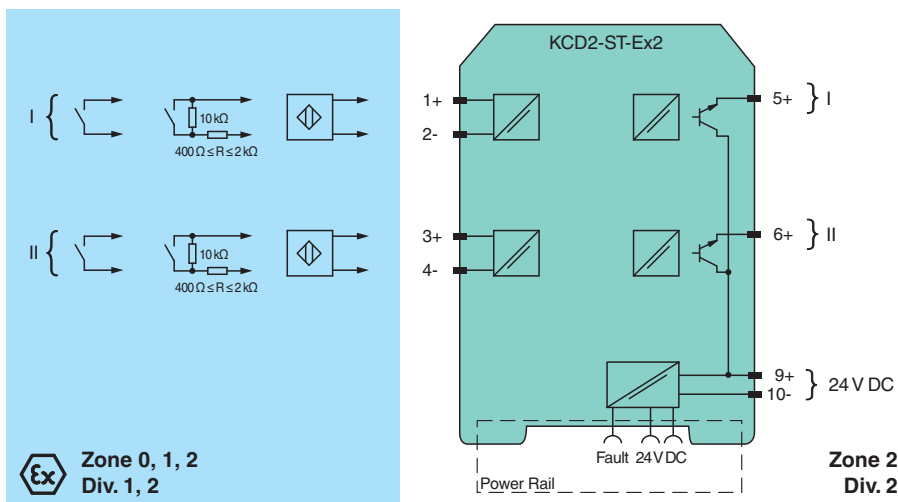 KCD2-ST-Ex2
I
10 kΩ
400 Ω ≤ R ≤ 2 kΩ
1+
2-
5+
I
II
10 kΩ
400 Ω ≤ R ≤ 2 kΩ
3+
4-
6+
II
9+
10-
24 V DC
Fault 24 V DC
Power Rail
Ex
Zone 0, 1, 2
Div. 1, 2
Zone 2
Div. 2